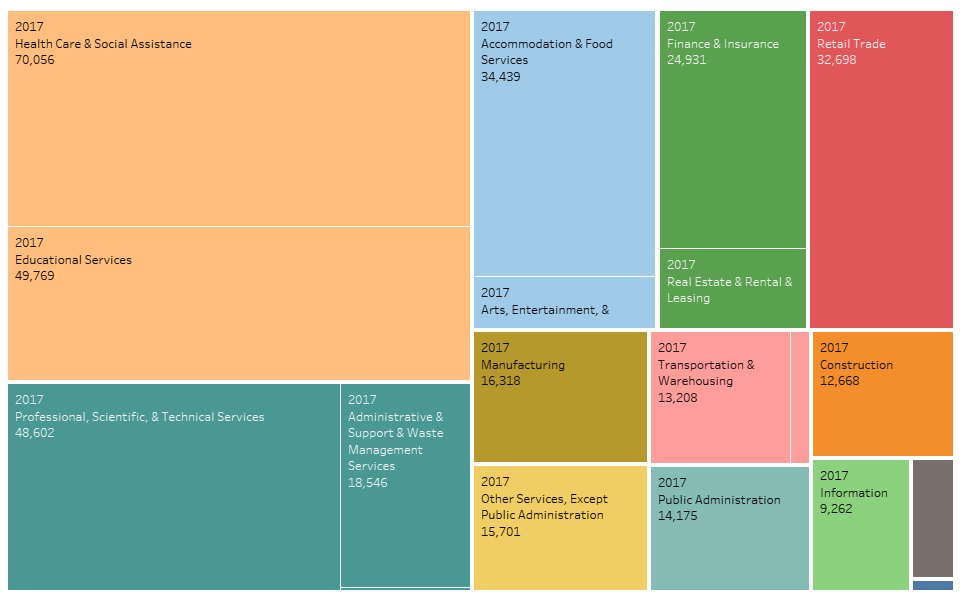 2017
Health Care & Social Assistance
70,056
2017
Educational Services
49,769
2017
Professional, Scientific, & Technical Services
48,602
2017
Administrative &
Support & Waste
Management
Services
18,546
2017
Accommodation & Food
Services
34,439
2017
Arts, Entertainment, &
2017
Finance & Insurance
24,931
2017
Real Estate & Rental &
Leasing
2017
Retail Trade
32,698
2017
Manufacturing
16,318
2017
Transportation &
Warehousing
13,208
2017
Construction
12,668
2017
Other Services, Except
Public Administration
15,701
2017
Public Administration
14,175
2017
Information
9,262